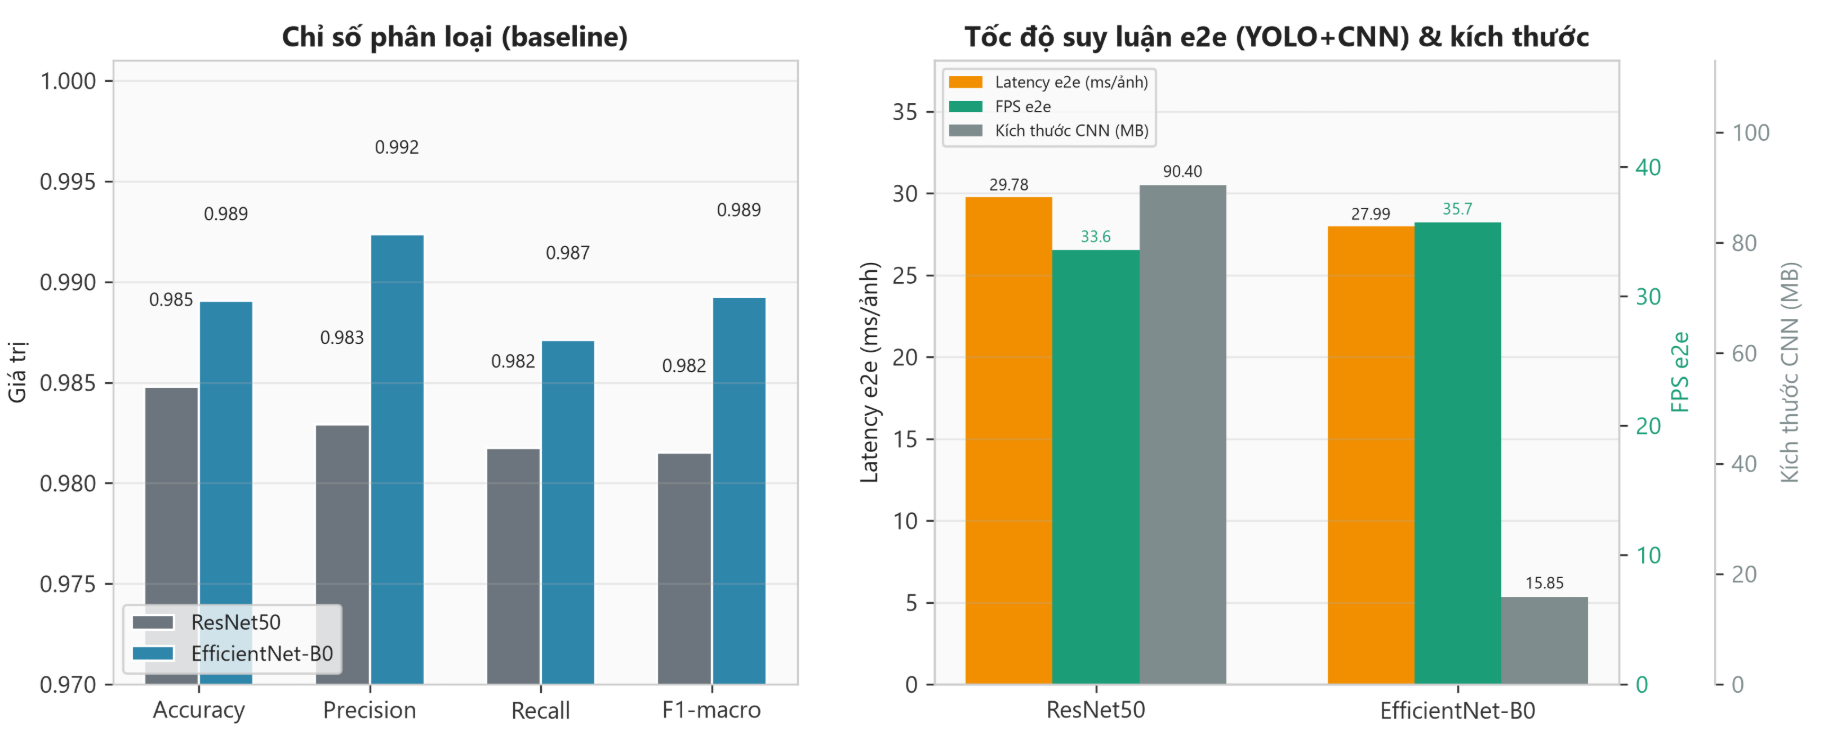 Chỉ số phân loại (baseline)
Giá trị
1.000
0.995
0.990
0.985
0.980
0.975
0.970
0.985
0.989
0.983
0.992
0.982
0.987
0.982
0.989
ResNet50
EfficientNet-B0
Accuracy
Precision
Recall
F1-macro
Tốc độ suy luận e2e (YOLO+CNN) & kích thước
Latency e2e (ms/ảnh)
35
30
25
20
15
10
5
0
Latency e2e (ms/ảnh)
FPS e2e
Kích thước CNN (MB)
29.78
33.6
90.40
27.99
35.7
15.85
ResNet50
EfficientNet-B0
40
30
20
10
0
FPS e2e
100
80
60
40
20
0
Kích thước CNN (MB)